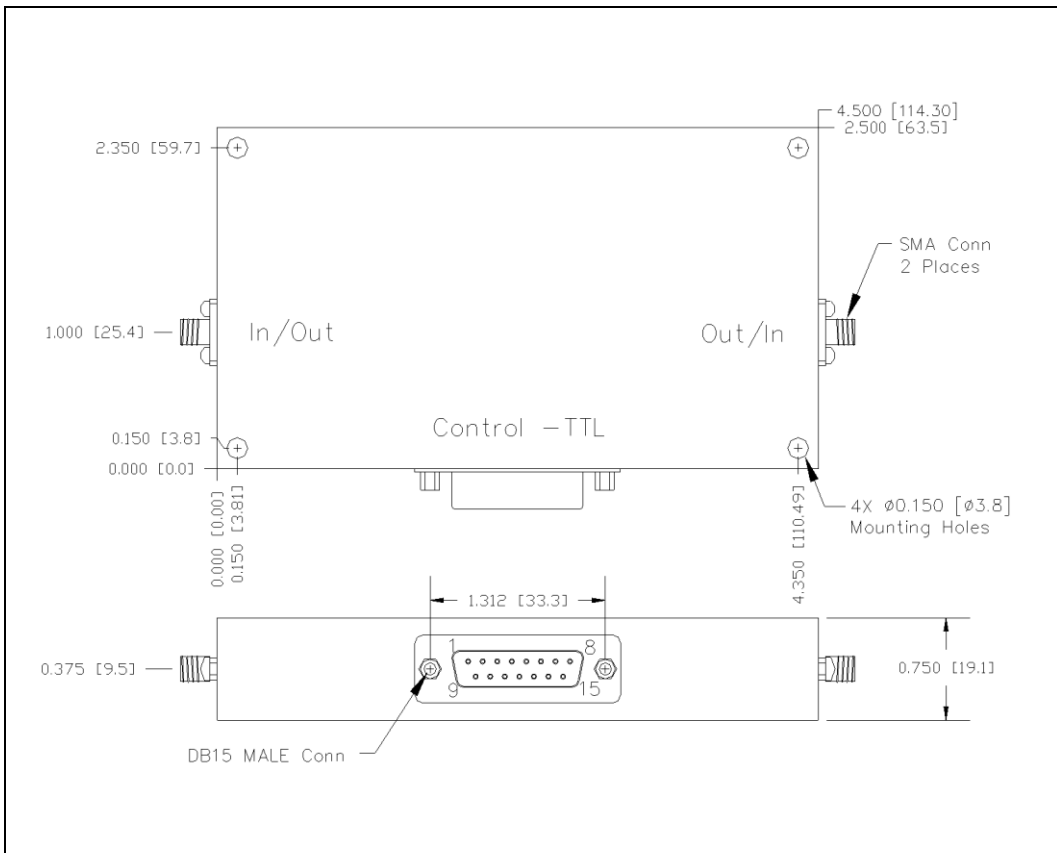 4.500 [114.30]
2.500 [63.5]
2.350 [59.7]
SMA Conn
2 Places
1.000 [25.4]
In/Out
Out/In
Control -TTL
0.150 [3.8]
0.000 [0.0]
0.000 [0.00]
0.150 [3.81]
4.350 [110.49]
4X ø0.150 [ø3.8]
Mounting Holes
1.312 [33.3]
1
8
0.375 [9.5]
0.750 [19.1]
9
15
DB15 MALE Conn